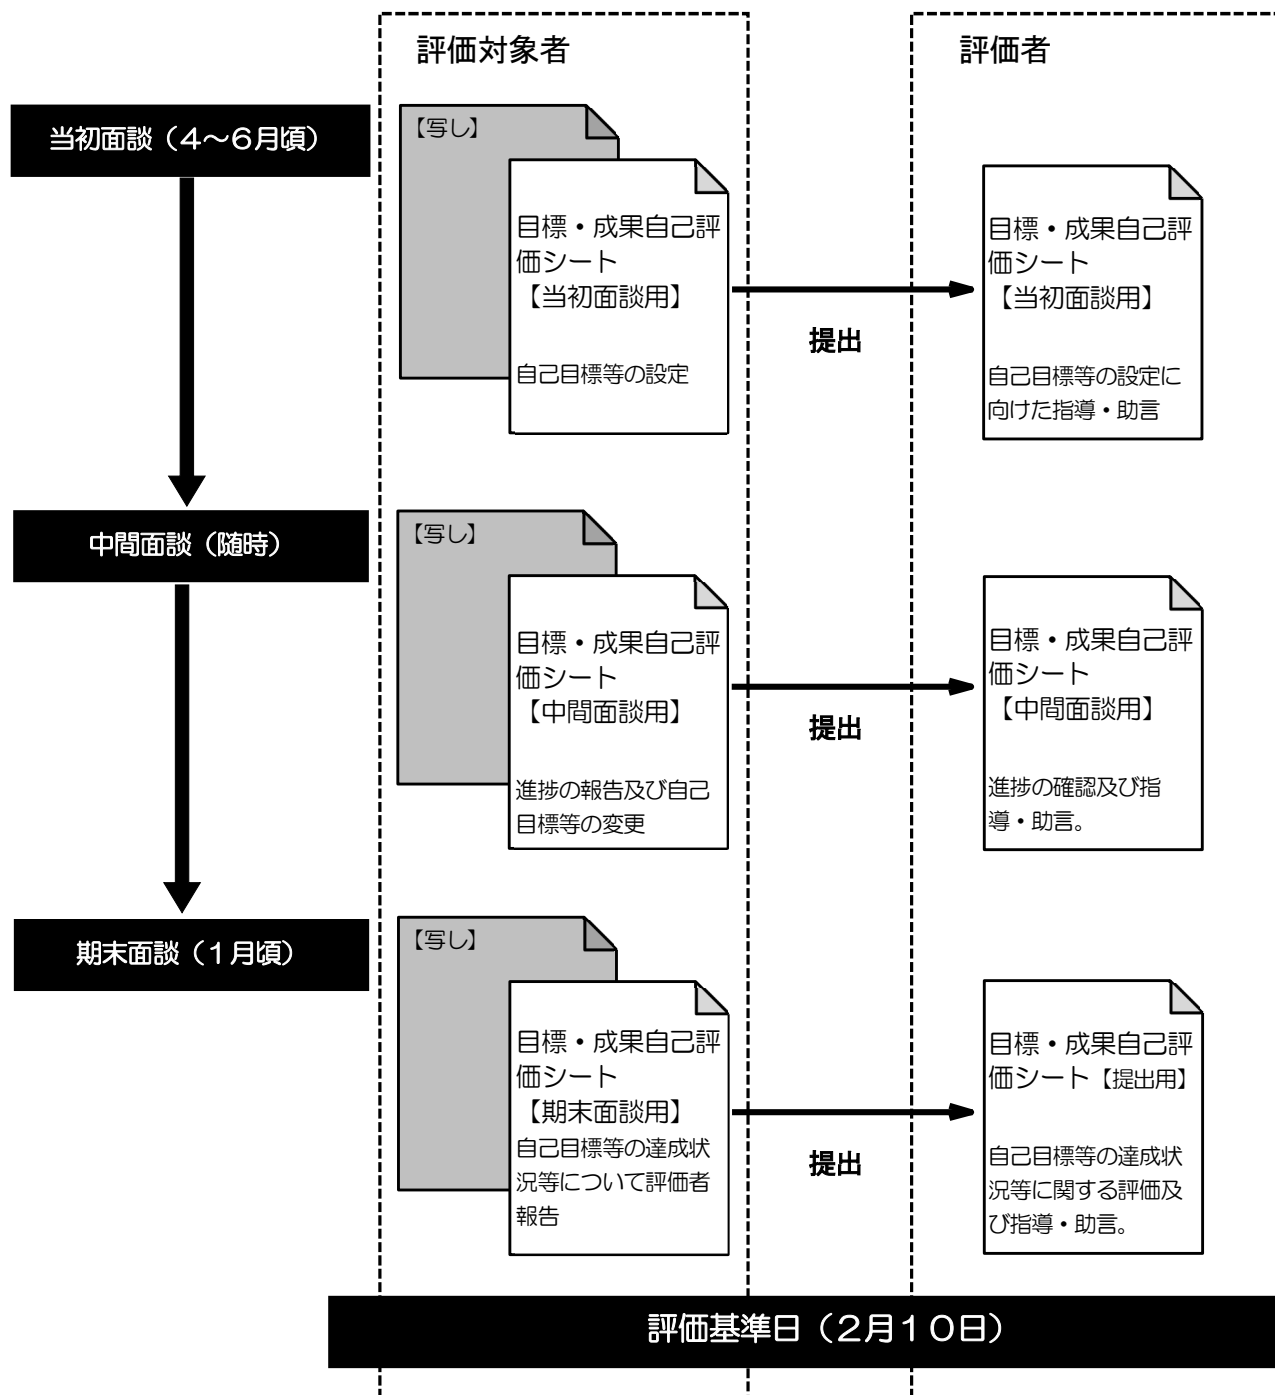 評価対象者
評価者
当初面談（４～６月頃）
【写し】
目標・成果自己評
価シート
【当初面談用】
自己目標等の設定
提出
目標・成果自己評
価シート
【当初面談用】
自己目標等の設定に
向けた指導・助言
中間面談（随時）
【写し】
目標・成果自己評
価シート
【中間面談用】
進捗の報告及び自己
目標等の変更
提出
目標・成果自己評
価シート
【中間面談用】
進捗の確認及び指
導・助言。
期末面談（１月頃）
【写し】
目標・成果自己評
価シート
【期末面談用】
自己目標等の達成状
況等について評価者
報告
提出
目標・成果自己評
価シート【提出用】
自己目標等の達成状
況等に関する評価及
び指導・助言。
評価基準日（２月１０日）